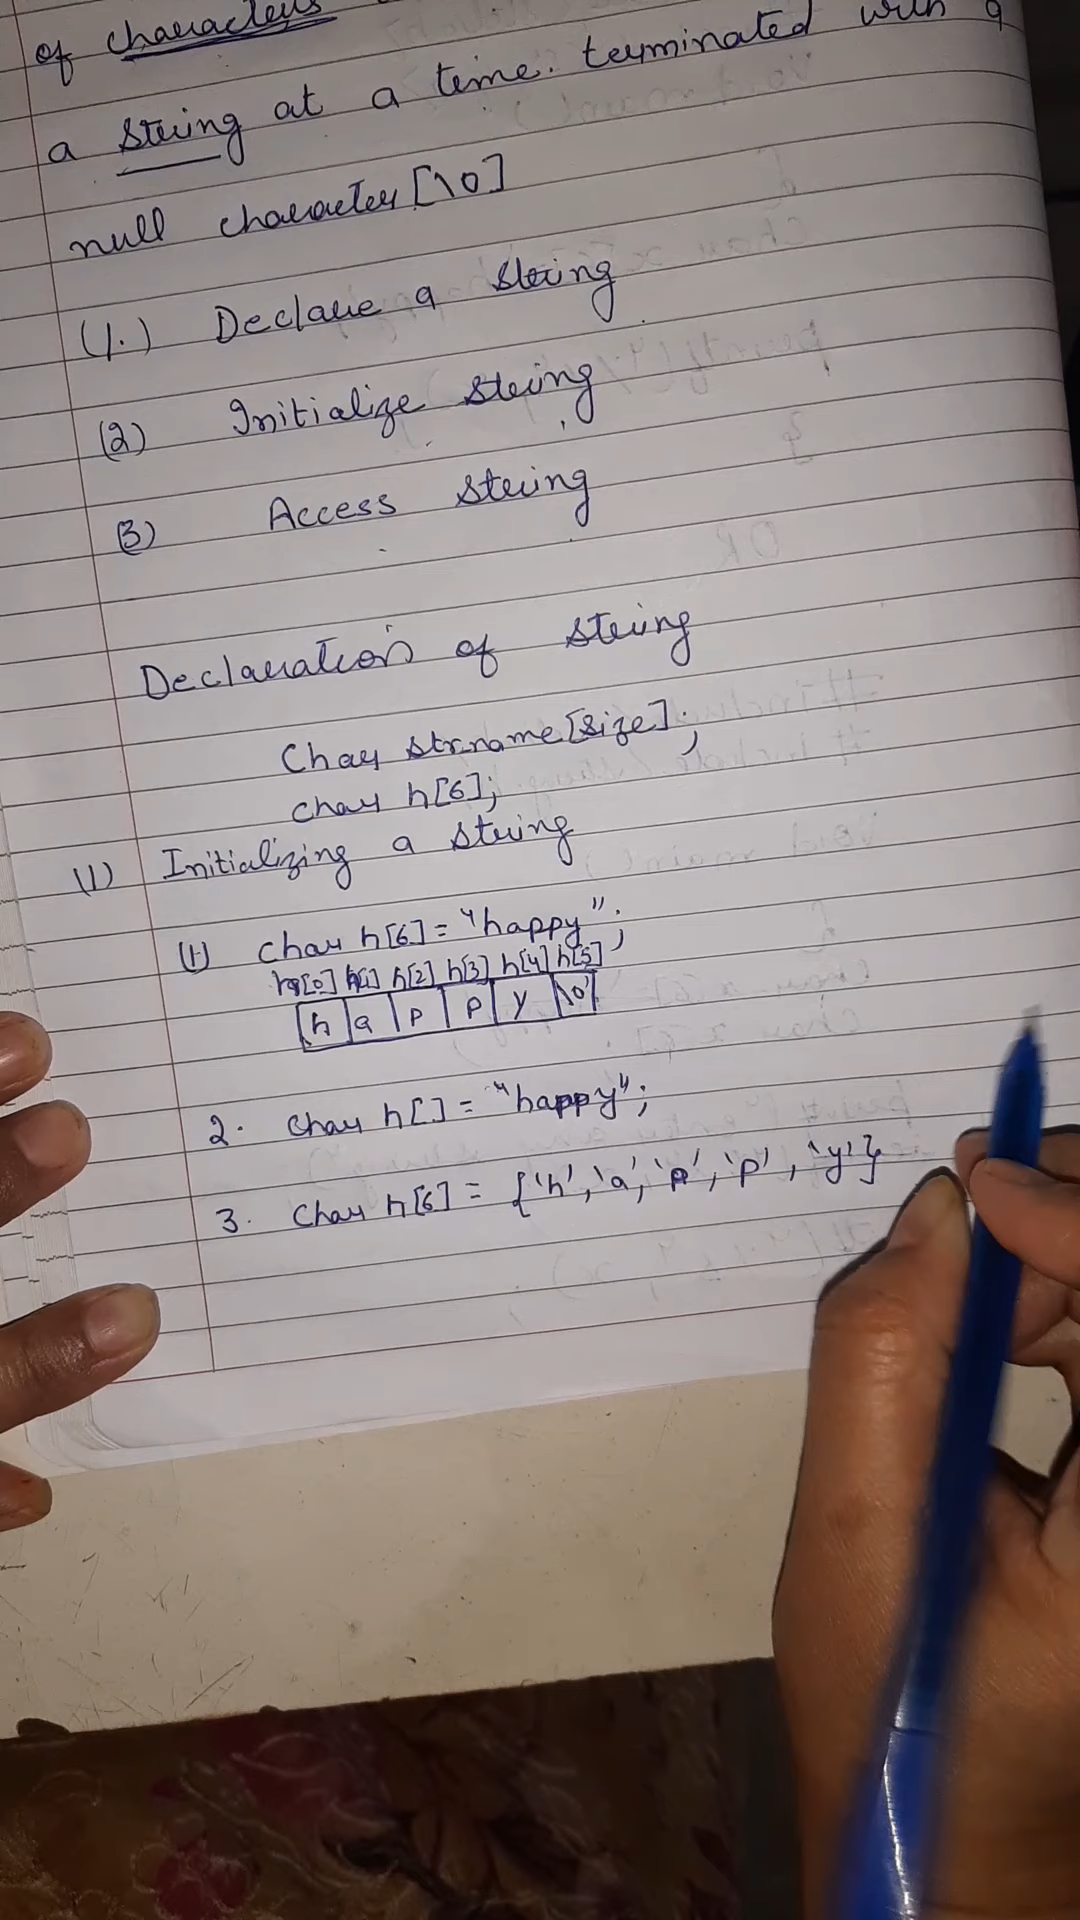 of characters
a string at a time. terminated with a
null character [\0]
(1.) Declare a string
(2) Initialize string
(3) Access string
Declaration of string
Char str.name[size];
char h[6];
(1) Initializing a string
(1) Char h[6] = "happy";
h[0] h[1] h[2] h[3] h[4] h[5]
h a p p y \0
2. Char h[] = "happy";
3. Char h[6] = {'h', 'a', 'p', 'p', 'y'}